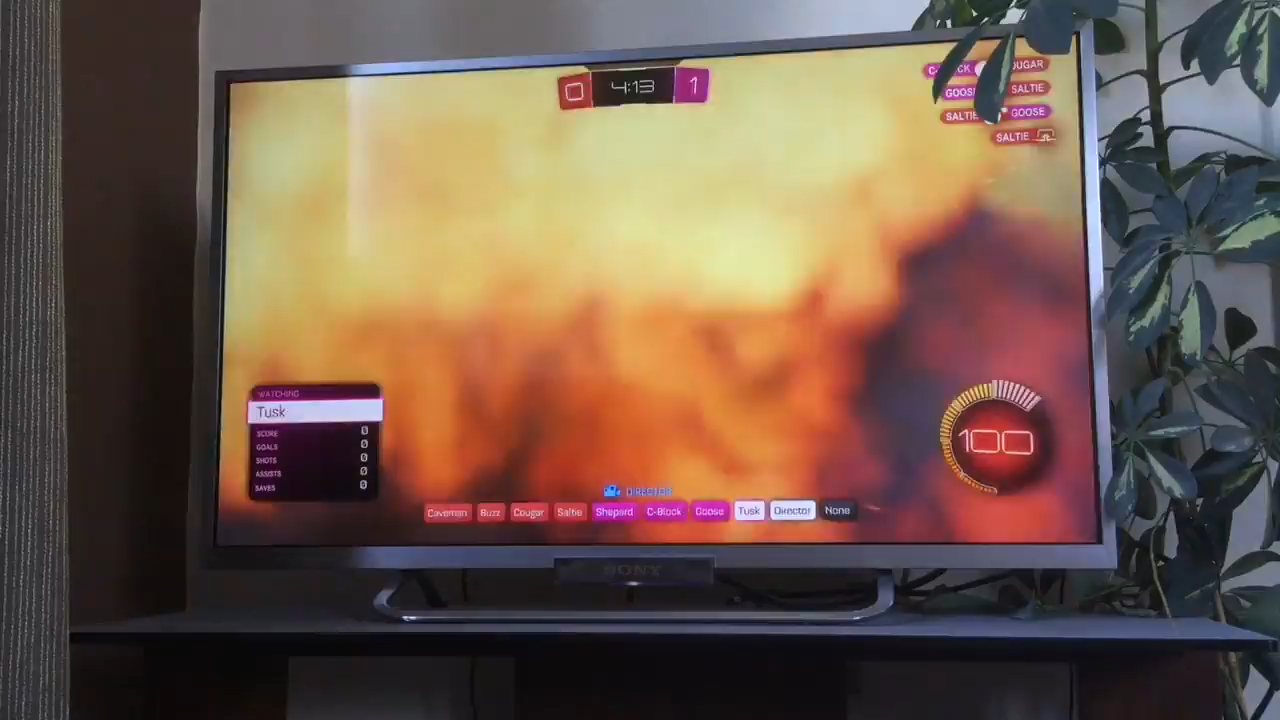 0 4:13 1
COUGAR
GOOSE SALTIE
SALTIE GOOSE
SALTIE
WATCHING
Tusk
SCORE 0
GOALS 0
SHOTS 0
ASSISTS 0
SAVES 0
100
DIRECTOR
Caveman Buzz Cougar Saltie Shepard C-Block Goose Tusk Director None
SONY